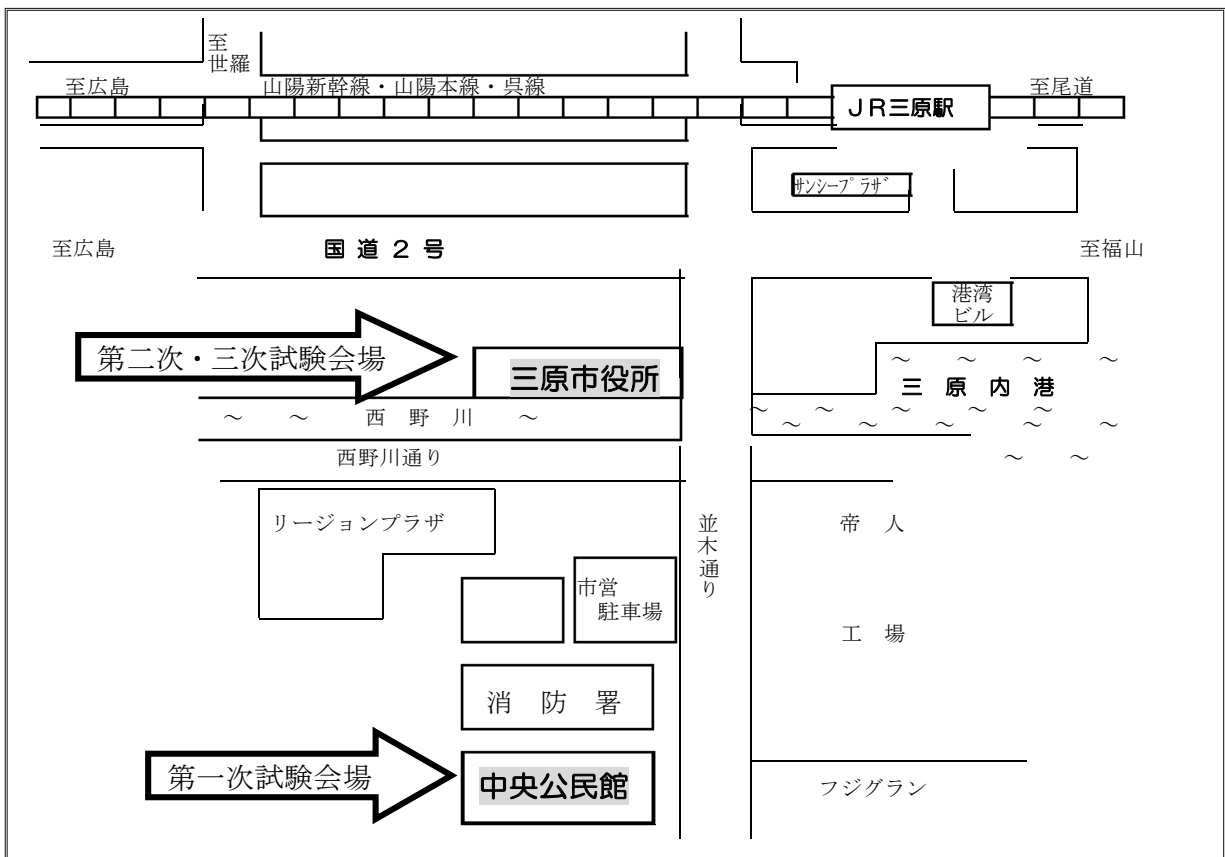 至
世羅
至広島
山陽新幹線・山陽本線・呉線
至尾道
ＪＲ三原駅
サンシープラザ
至広島
国道２号
至福山
港湾
ビル
第二次・三次試験会場
三原市役所
三原内港
～ ～ 西野川 ～
西野川通り
リージョンプラザ
並木通り
帝人
市営
駐車場
工場
消防署
第一次試験会場
中央公民館
フジグラン